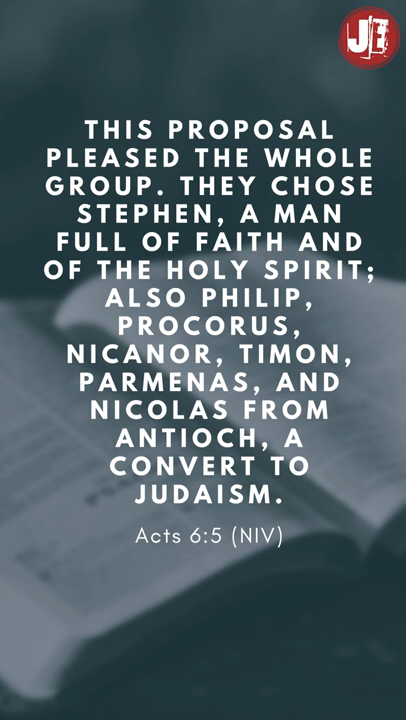 JE
THIS PROPOSAL
PLEASED THE WHOLE
GROUP. THEY CHOSE
STEPHEN, A MAN
FULL OF FAITH AND
OF THE HOLY SPIRIT;
ALSO PHILIP,
PROCORUS,
NICANOR, TIMON,
PARMENAS, AND
NICOLAS FROM
ANTIOCH, A
CONVERT TO
JUDAISM.
Acts 6:5 (NIV)